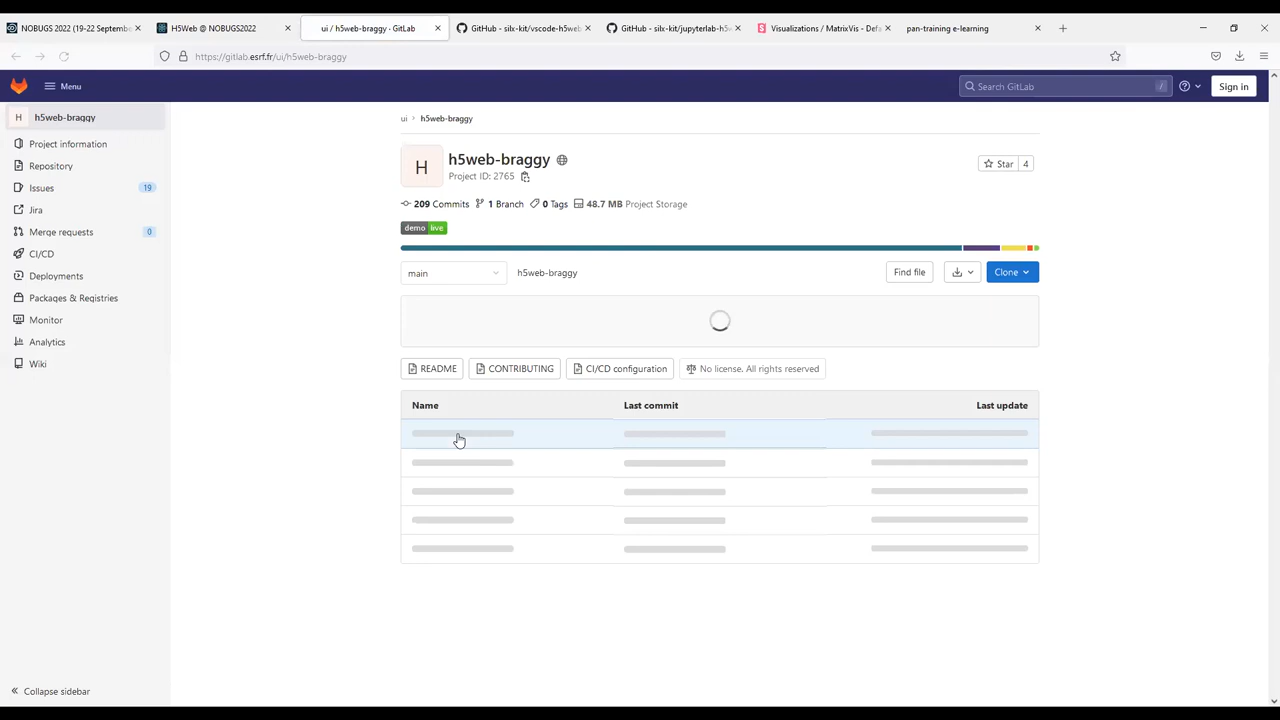 NOBUGS 2022 (19-22 Septemb
H5Web @ NOBUGS2022
ui / h5web-braggy · GitLab
GitHub - silx-kit/vscode-h5we
GitHub - silx-kit/jupyterlab-h5
Visualizations / MatrixVis - Defa
pan-training e-learning
https://gitlab.esrf.fr/ui/h5web-braggy
Menu
Search GitLab
/
Sign in
H h5web-braggy
Project information
Repository
Issues 19
Jira
Merge requests 0
CI/CD
Deployments
Packages & Registries
Monitor
Analytics
Wiki
Collapse sidebar
ui > h5web-braggy
H
h5web-braggy
Project ID: 2765
Star 4
209 Commits 1 Branch 0 Tags 48.7 MB Project Storage
demo live
main
h5web-braggy
Find file
Clone
README
CONTRIBUTING
CI/CD configuration
No license. All rights reserved
Name Last commit Last update